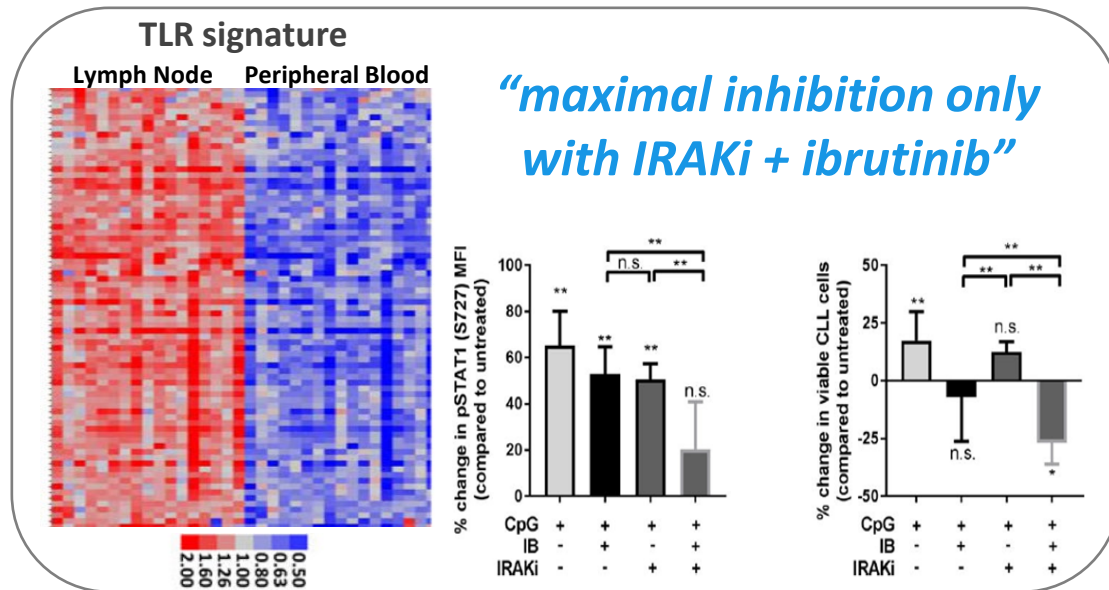 TLR signature
Lymph Node Peripheral Blood
2.00
1.60
1.26
1.00
0.80
0.63
0.50
“maximal inhibition only
with IRAKi + ibrutinib”
% change in pSTAT1 (S727) MFI
(compared to untreated)
100
80
60
40
20
0
**
**
**
n.s.
n.s.
**
**
CpG + + + +
IB - + - +
IRAKi - - + +
% change in viable CLL cells
(compared to untreated)
50
25
0
-25
-50
**
n.s.
n.s.
*
**
**
**
CpG + + + +
IB - + - +
IRAKi - - + +